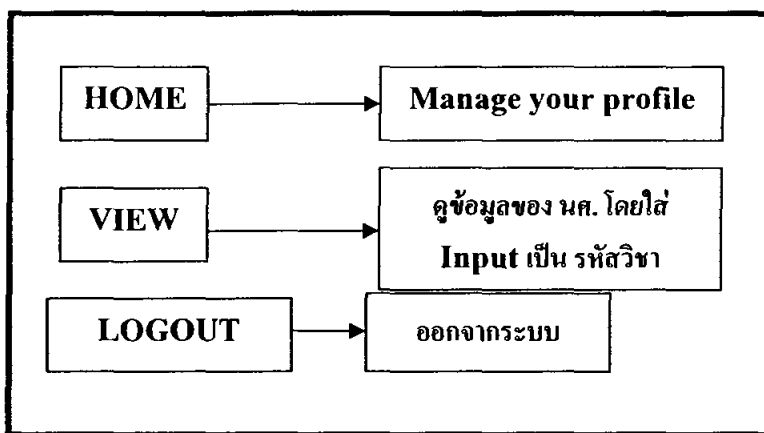 HOME
Manage your profile
VIEW
ดูข้อมูลของ นศ. โดยใส่
Input เป็น รหัสวิชา
LOGOUT
ออกจากระบบ